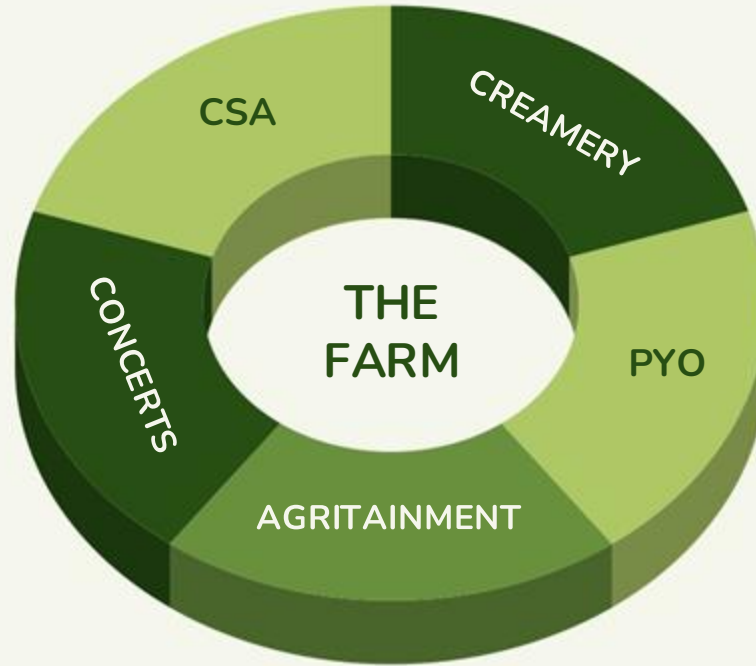 CSA
CREAMERY
CONCERTS
THE
FARM
PYO
AGRITAINMENT